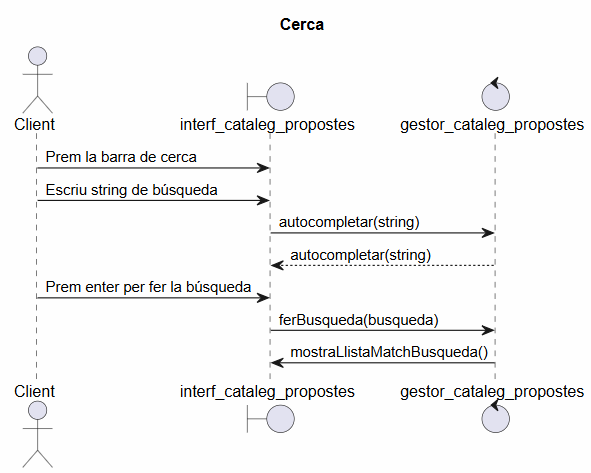 Cerca
Client
interf_cataleg_propostes
gestor_cataleg_propostes
Prem la barra de cerca
Escriu string de búsqueda
autocompletar(string)
autocompletar(string)
Prem enter per fer la búsqueda
ferBusqueda(busqueda)
mostraLlistaMatchBusqueda()
Client
interf_cataleg_propostes
gestor_cataleg_propostes